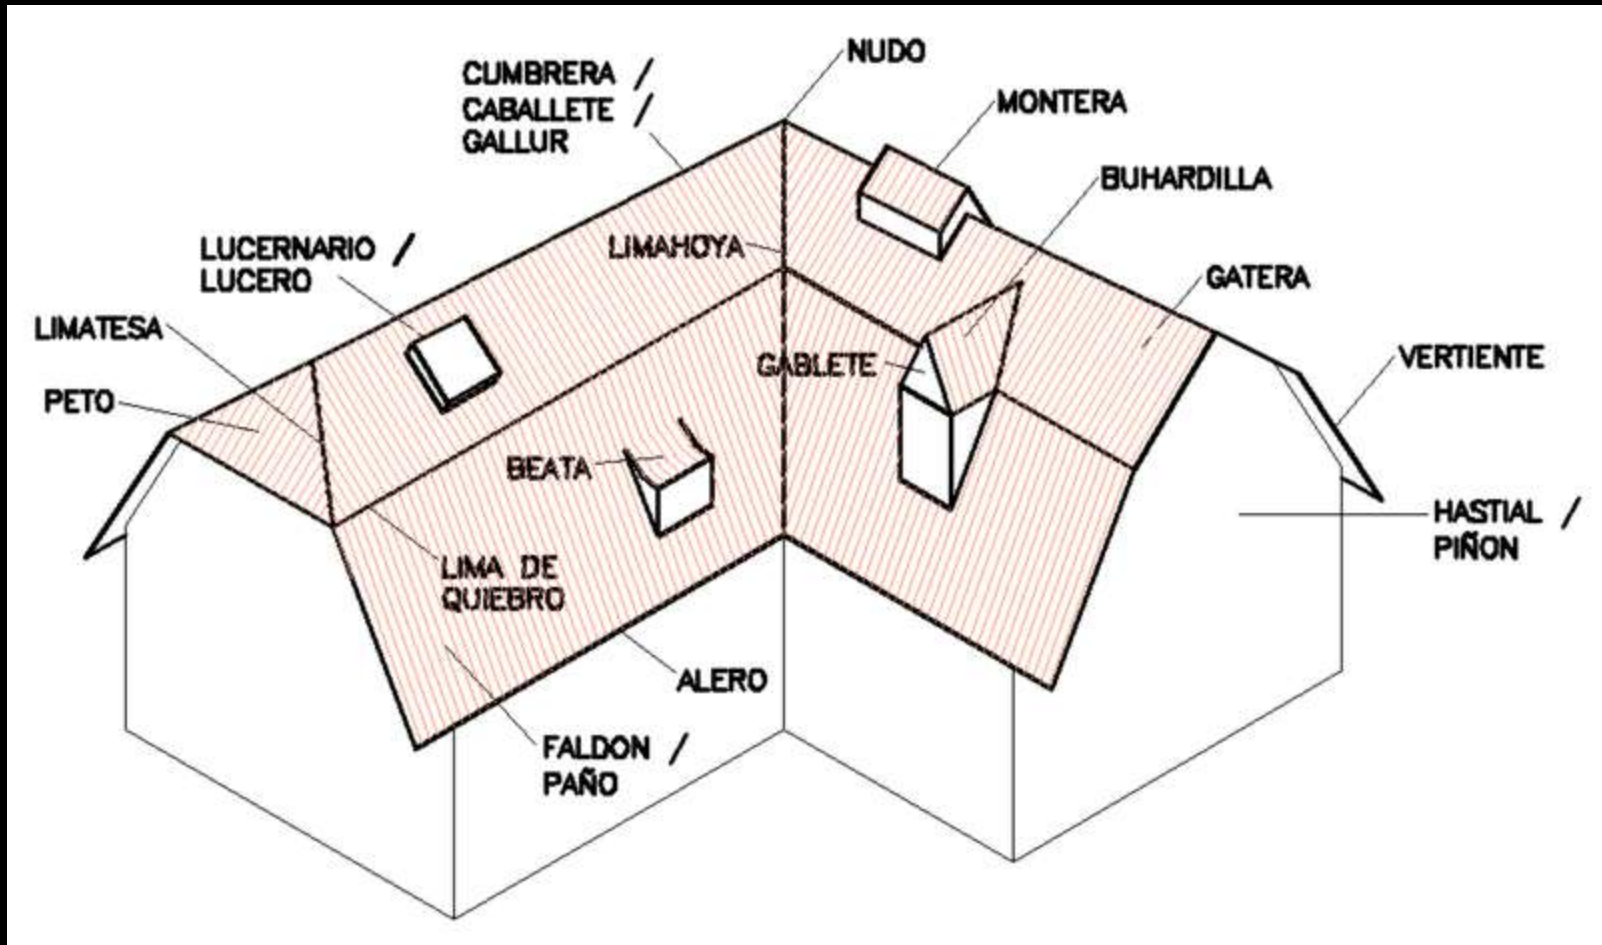 NUDO
CUMBRERA /
CABALLETE /
GALLUR
MONTERA
BUHARDILLA
LUCERNARIO /
LUCERO
LIMAHOYA
GATERA
LIMATESA
VERTIENTE
GABLETE
PETO
BEATA
HASTIAL /
PIÑON
LIMA DE
QUIEBRO
ALERO
FALDON /
PAÑO